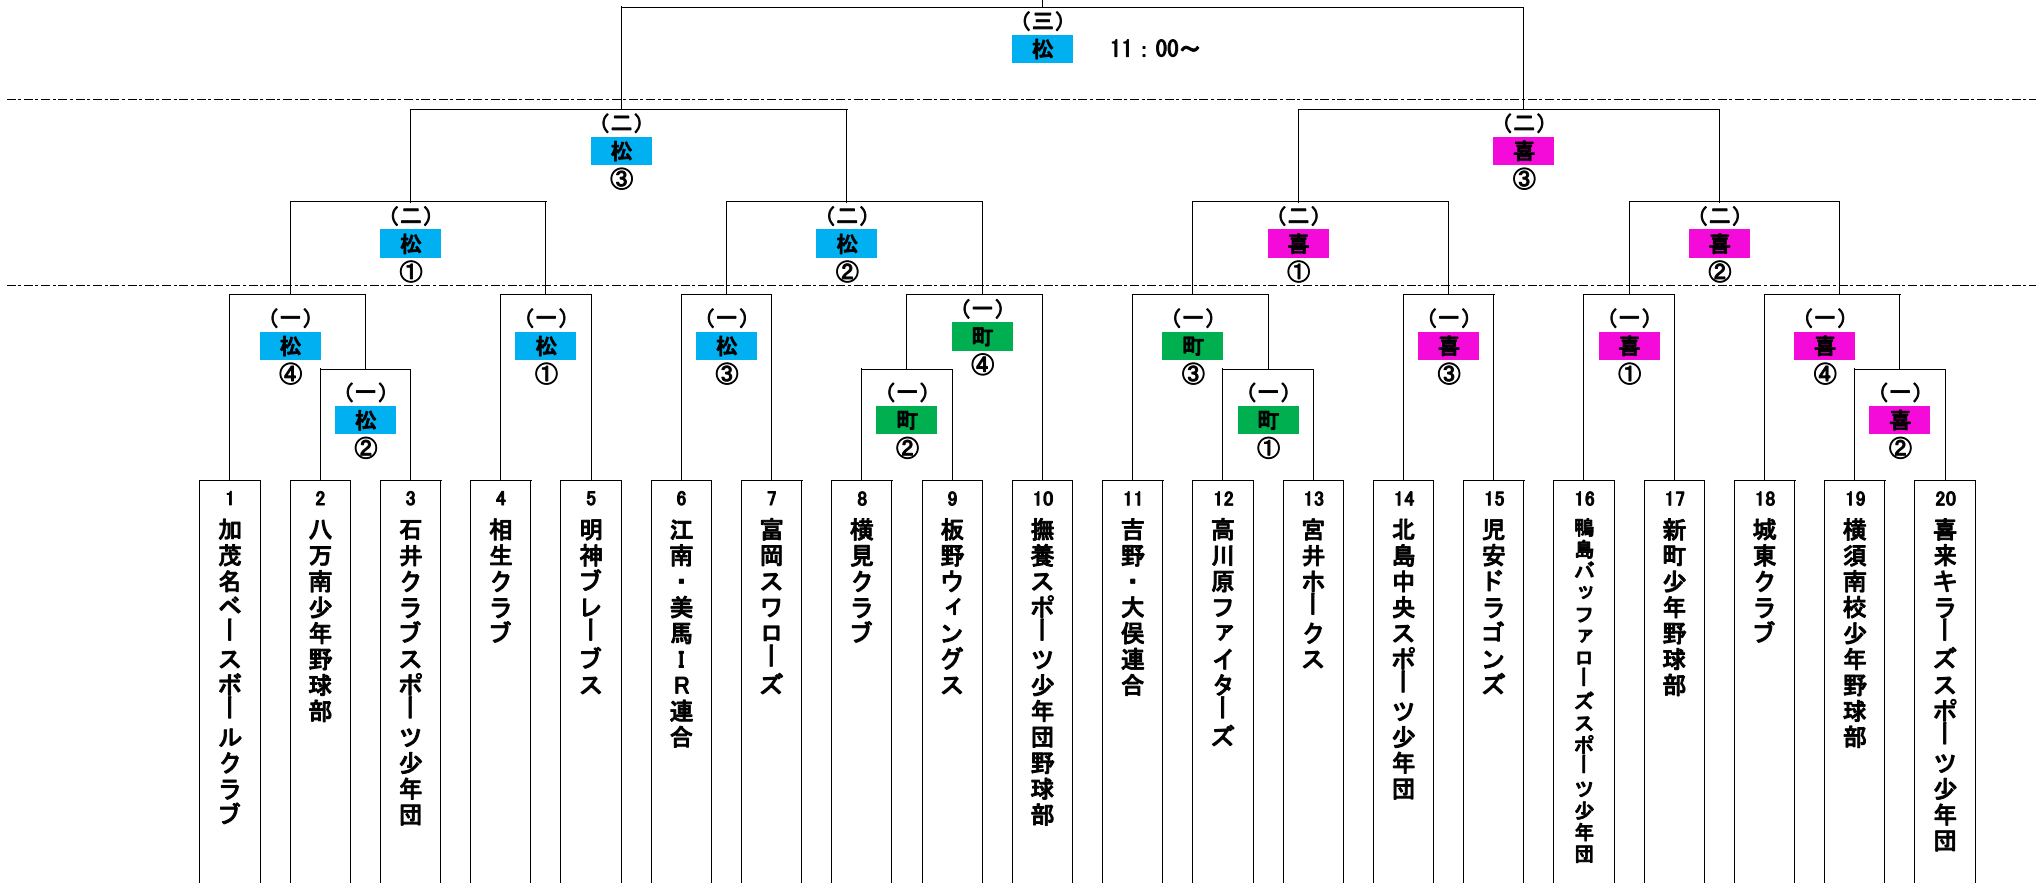 (三)
松 11：00～
(二) (二)
松 喜
③ ③
(二) (二) (二) (二)
松 松 喜 喜
① ② ① ②
(一) (一) (一) (一) (一) (一) (一) (一)
松 松 松 町 町 喜 喜 喜
④ ① ③ ④ ③ ③ ① ④
(一) (一) (一) (一)
松 町 町 喜
② ② ① ②
1 加茂名ベースボールクラブ
2 八万南少年野球部
3 石井クラブスポーツ少年団
4 相生クラブ
5 明神ブレーブス
6 江南・美馬ＩＲ連合
7 富岡スワローズ
8 横見クラブ
9 板野ウィングス
10 撫養スポーツ少年団野球部
11 吉野・大俣連合
12 高川原ファイターズ
13 宮井ホークス
14 北島中央スポーツ少年団
15 児安ドラゴンズ
16 鴨島バッファローズスポーツ少年団
17 新町少年野球部
18 城東クラブ
19 横須南校少年野球部
20 喜来キラーズスポーツ少年団